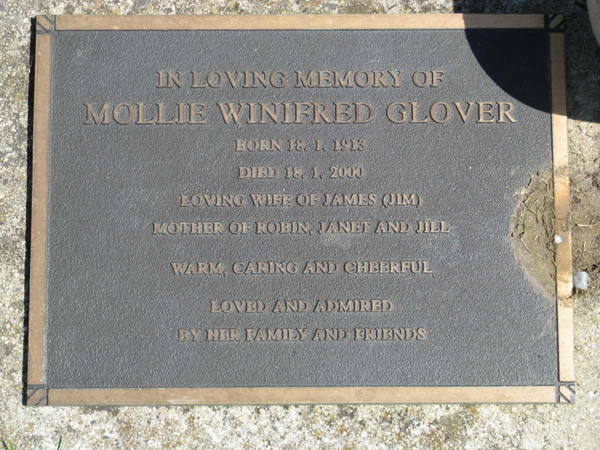 IN LOVING MEMORY OF
MOLLIE WINIFRED GLOVER
BORN 18. 1. 1913
DIED 18. 1. 2000
LOVING WIFE OF JAMES (JIM)
MOTHER OF ROBIN, JANET AND JILL
WARM, CARING AND CHEERFUL
LOVED AND ADMIRED
BY HER FAMILY AND FRIENDS